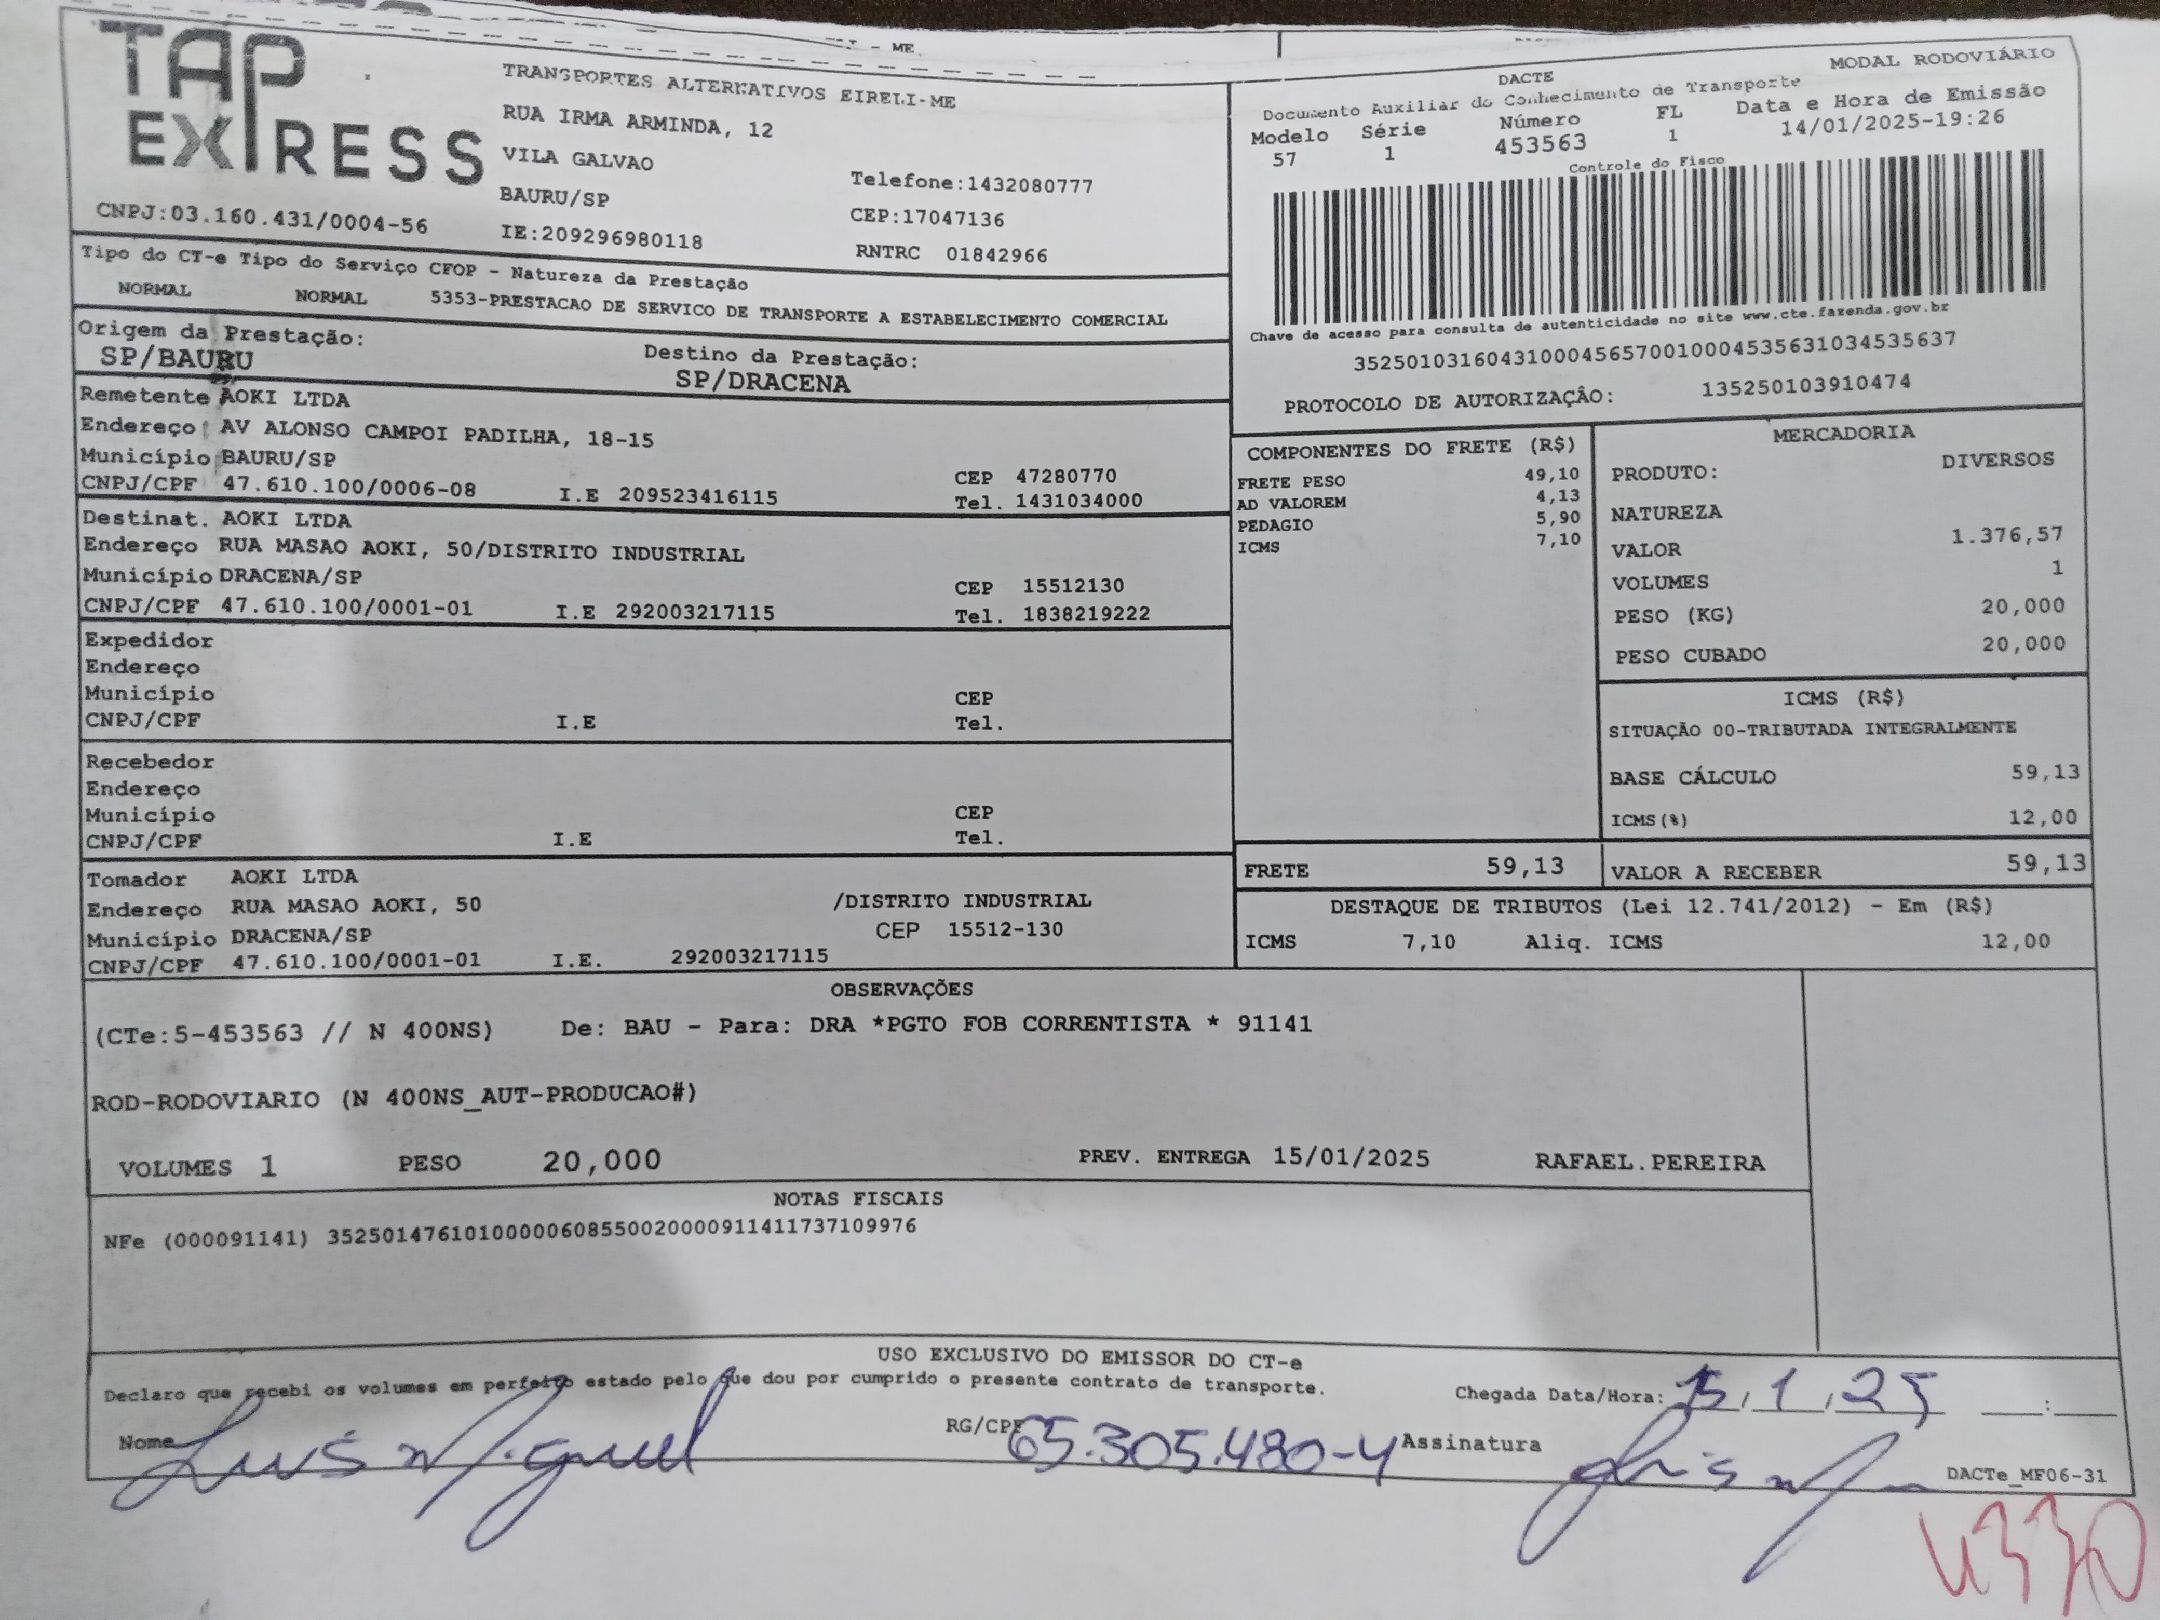 - ME
TAP
EXPRESS
TRANSPORTES ALTERNATIVOS EIRELI-ME
RUA IRMA ARMINDA, 12
VILA GALVAO
BAURU/SP
IE:209296980118
Telefone:1432080777
CEP:17047136
RNTRC 01842966
CNPJ:03.160.431/0004-56
MODAL RODOVIÁRIO
DACTE
Documento Auxiliar do Conhecimento de Transporte
Modelo Série Número FL Data e Hora de Emissão
57 1 453563 1 14/01/2025-19:26
Controle do Fisco
Chave de acesso para consulta de autenticidade no site www.cte.fazenda.gov.br
35250103160431000456570010004535631034535637
PROTOCOLO DE AUTORIZAÇÃO: 135250103910474
Tipo do CT-e Tipo do Serviço CFOP - Natureza da Prestação
NORMAL NORMAL 5353-PRESTACAO DE SERVICO DE TRANSPORTE A ESTABELECIMENTO COMERCIAL
Origem da Prestação: Destino da Prestação:
SP/BAURU SP/DRACENA
Remetente AOKI LTDA
Endereço AV ALONSO CAMPOI PADILHA, 18-15
Município BAURU/SP CEP 47280770
CNPJ/CPF 47.610.100/0006-08 I.E 209523416115 Tel. 1431034000
Destinat. AOKI LTDA
Endereço RUA MASAO AOKI, 50/DISTRITO INDUSTRIAL
Município DRACENA/SP CEP 15512130
CNPJ/CPF 47.610.100/0001-01 I.E 292003217115 Tel. 1838219222
Expedidor
Endereço
Município CEP
CNPJ/CPF I.E Tel.
Recebedor
Endereço
Município CEP
CNPJ/CPF I.E Tel.
Tomador AOKI LTDA
Endereço RUA MASAO AOKI, 50 /DISTRITO INDUSTRIAL
Município DRACENA/SP CEP 15512-130
CNPJ/CPF 47.610.100/0001-01 I.E. 292003217115
COMPONENTES DO FRETE (R$)
FRETE PESO 49,10
AD VALOREM 4,13
PEDAGIO 5,90
ICMS 7,10
MERCADORIA
PRODUTO: DIVERSOS
NATUREZA
VALOR 1.376,57
VOLUMES 1
PESO (KG) 20,000
PESO CUBADO 20,000
ICMS (R$)
SITUAÇÃO 00-TRIBUTADA INTEGRALMENTE
BASE CÁLCULO 59,13
ICMS(%) 12,00
FRETE 59,13 VALOR A RECEBER 59,13
DESTAQUE DE TRIBUTOS (Lei 12.741/2012) - Em (R$)
ICMS 7,10 Aliq. ICMS 12,00
OBSERVAÇÕES
(CTe:5-453563 // N 400NS) De: BAU - Para: DRA *PGTO FOB CORRENTISTA * 91141
ROD-RODOVIARIO (N 400NS_AUT-PRODUCAO#)
VOLUMES 1 PESO 20,000 PREV. ENTREGA 15/01/2025 RAFAEL.PEREIRA
NOTAS FISCAIS
NFe (000091141) 35250147610100000608550020000911411737109976
USO EXCLUSIVO DO EMISSOR DO CT-e
Declaro que recebi os volumes em perfeito estado pelo que dou por cumprido o presente contrato de transporte. Chegada Data/Hora: 15/1/25 :
Nome Luis Miguel RG/CPF 65.305.480-4 Assinatura
DACTe_MF06-31
4330